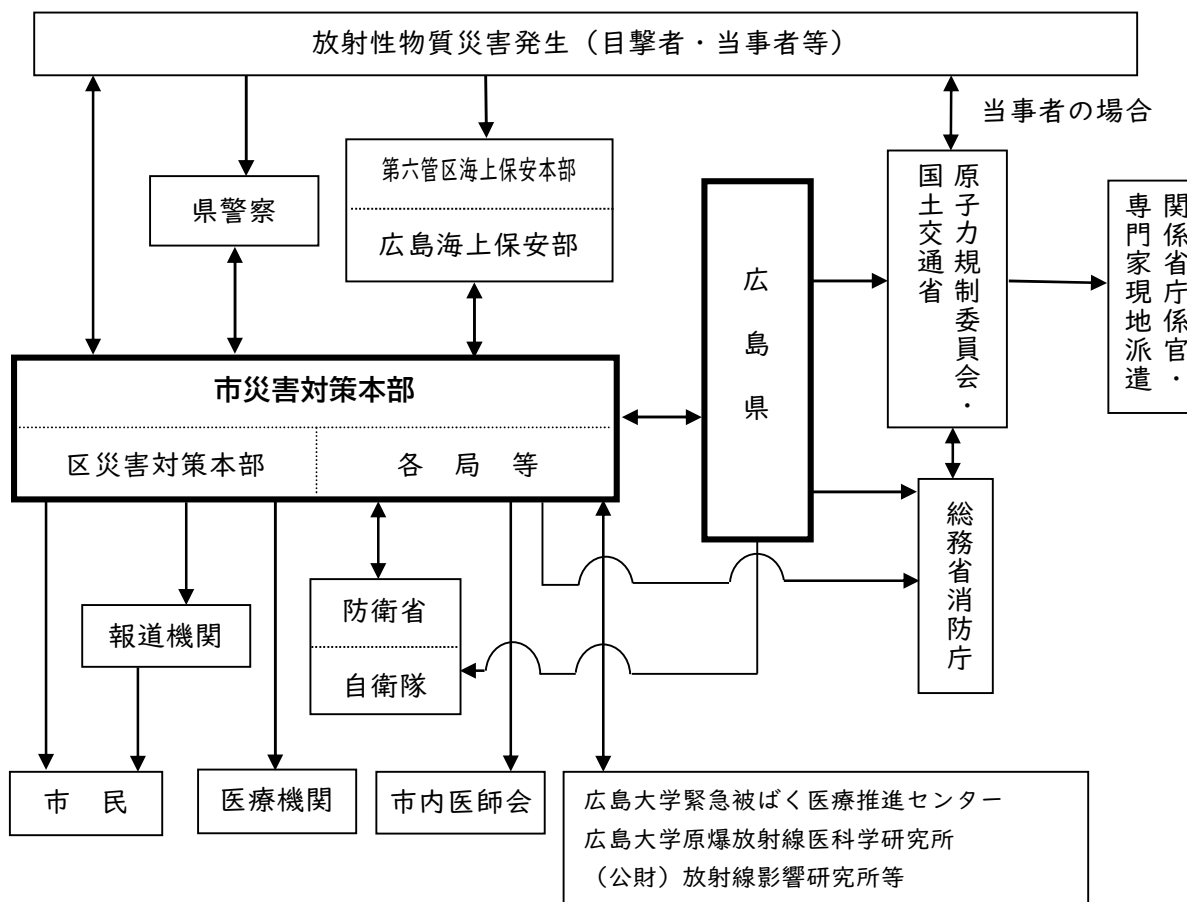 放射性物質災害発生（目撃者・当事者等）
当事者の場合
県警察
第六管区海上保安本部
広島海上保安部
広島県
原子力規制委員会・
国土交通省
関係省庁係官・
専門家現地派遣
市災害対策本部
区災害対策本部
各　局　等
総務省消防庁
防衛省
自衛隊
報道機関
市　民
医療機関
市内医師会
広島大学緊急被ばく医療推進センター
広島大学原爆放射線医科学研究所
（公財）放射線影響研究所等